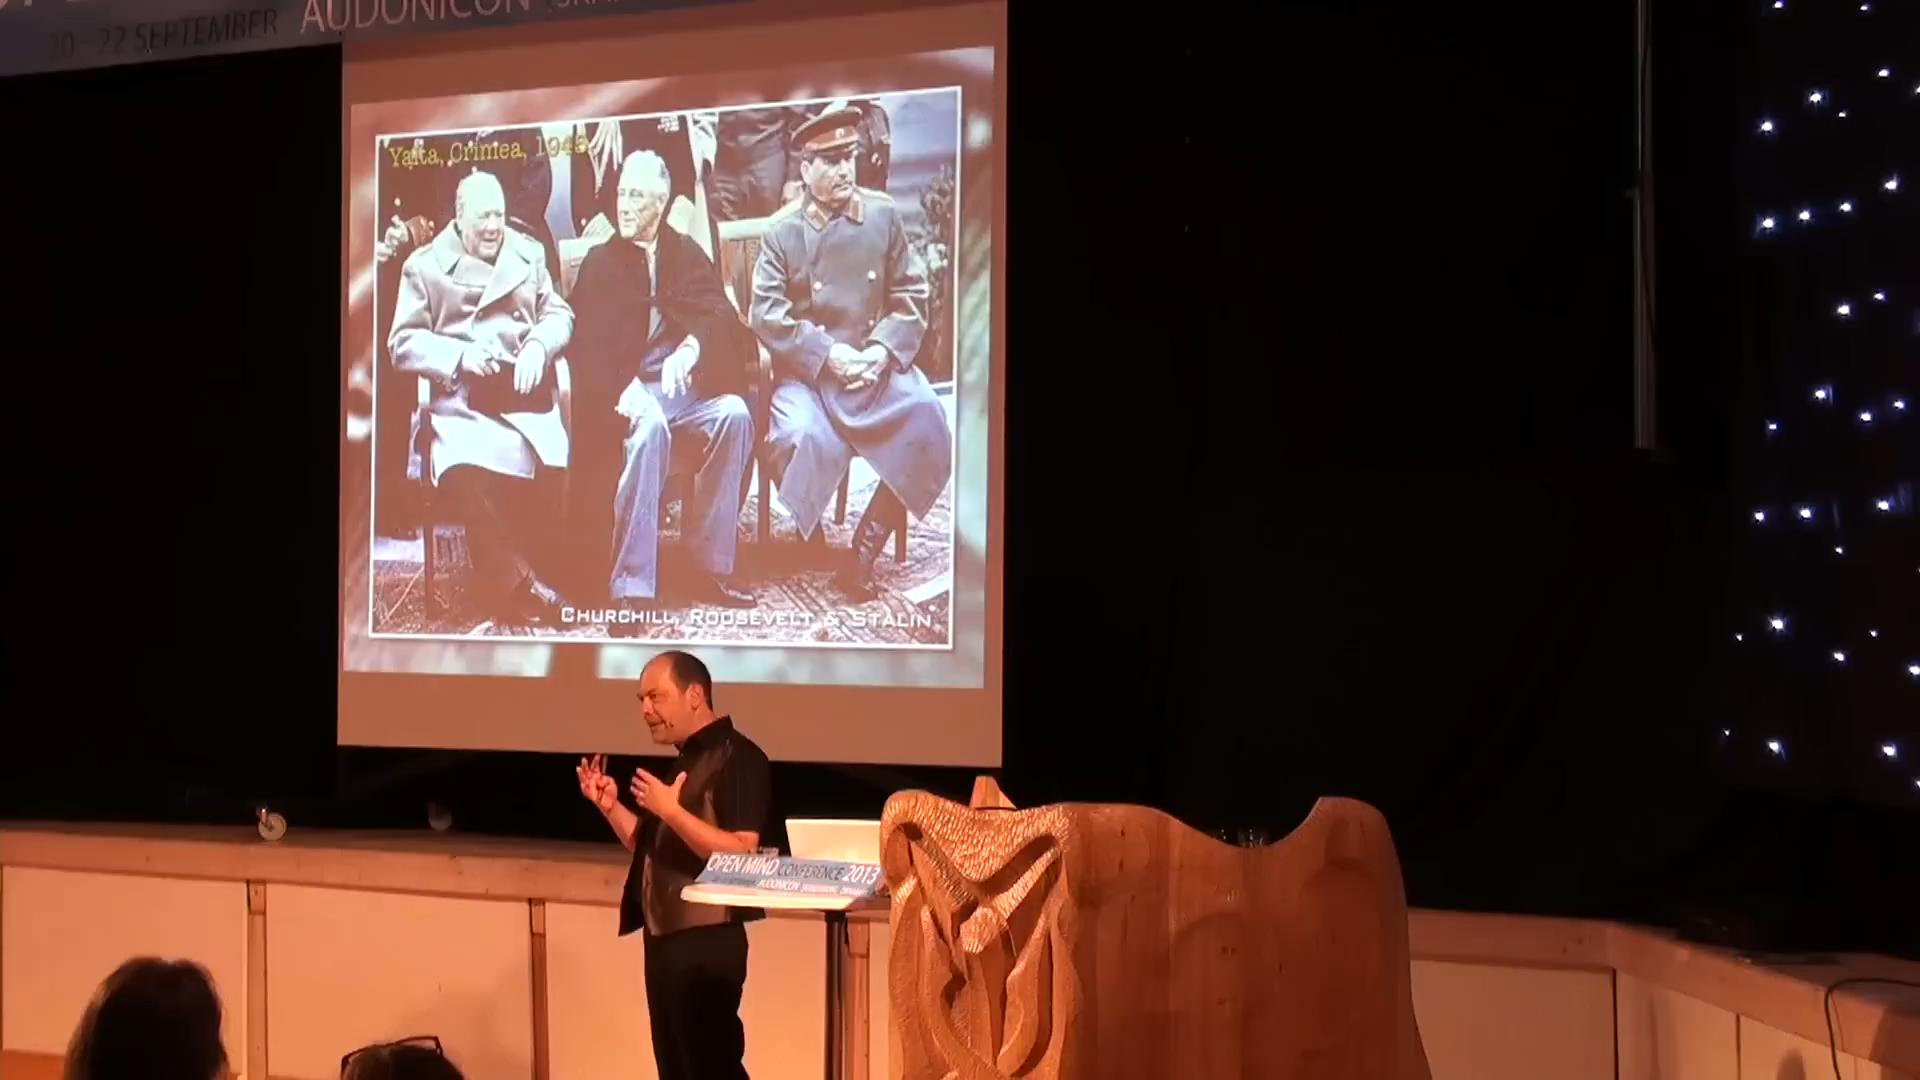 20 - 22 SEPTEMBER AUDONICON
Yalta, Crimea, 1945
CHURCHILL, ROOSEVELT & STALIN
OPEN MIND CONFERENCE 2013
AUDONICON